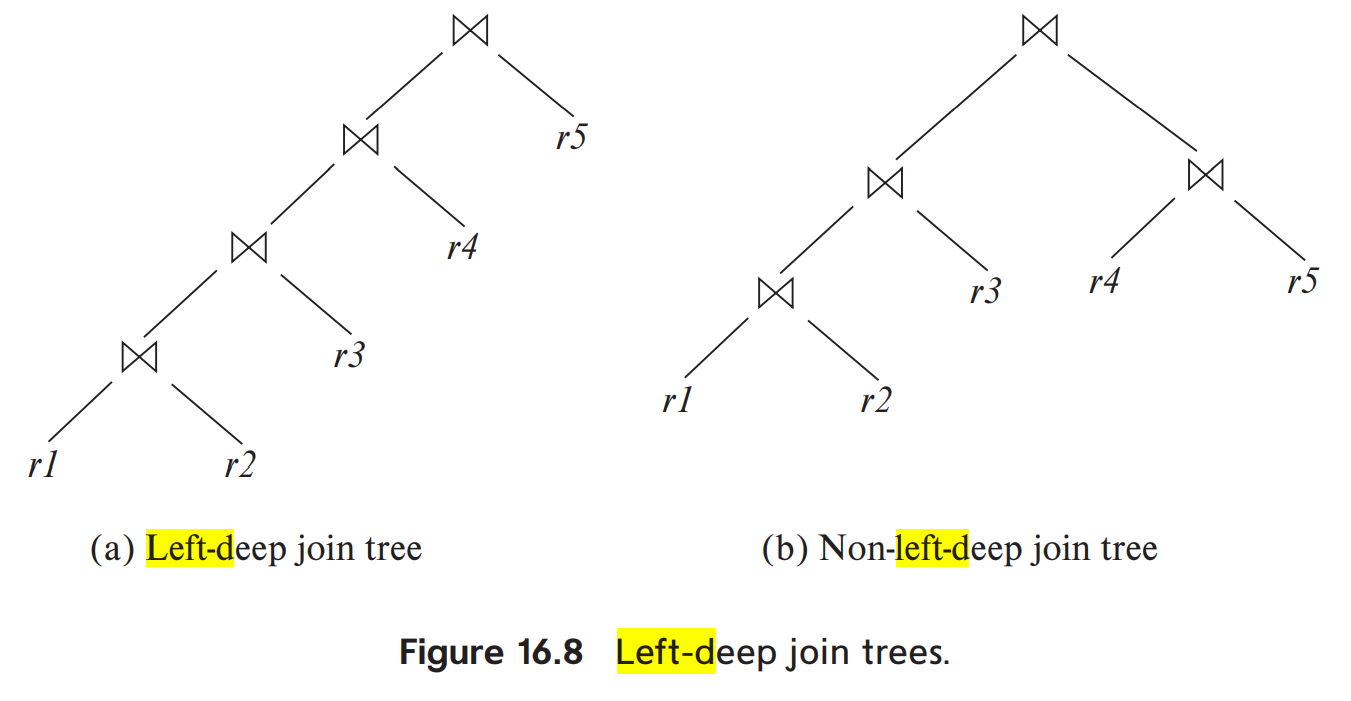 ⋈ ⋈
⋈ r5
⋈ ⋈
⋈ r4
r3 r4 r5
⋈
⋈ r3
r1 r2
r1 r2
(a) Left-deep join tree (b) Non-left-deep join tree
Figure 16.8 Left-deep join trees.